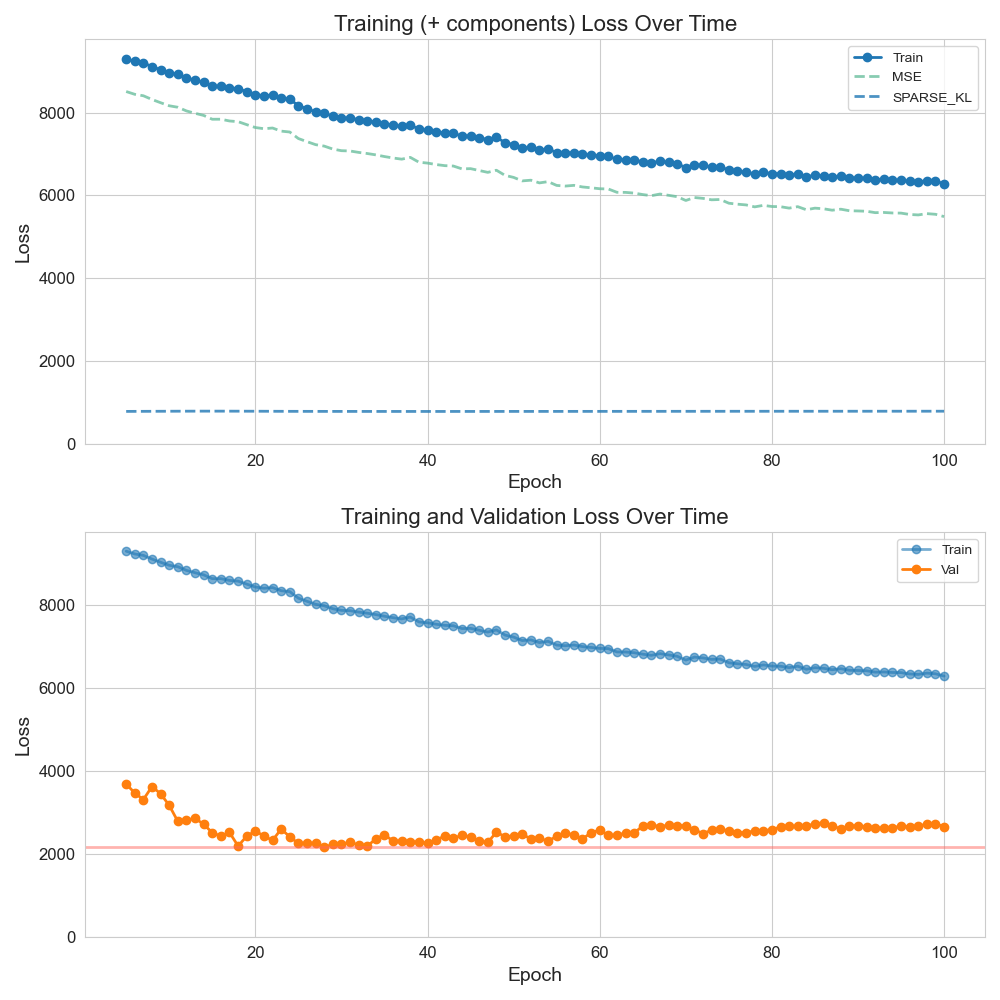 Training (+ components) Loss Over Time
Train
MSE
SPARSE_KL
Loss
8000
6000
4000
2000
0
20 40 60 80 100
Epoch
Training and Validation Loss Over Time
Train
Val
Loss
8000
6000
4000
2000
0
20 40 60 80 100
Epoch